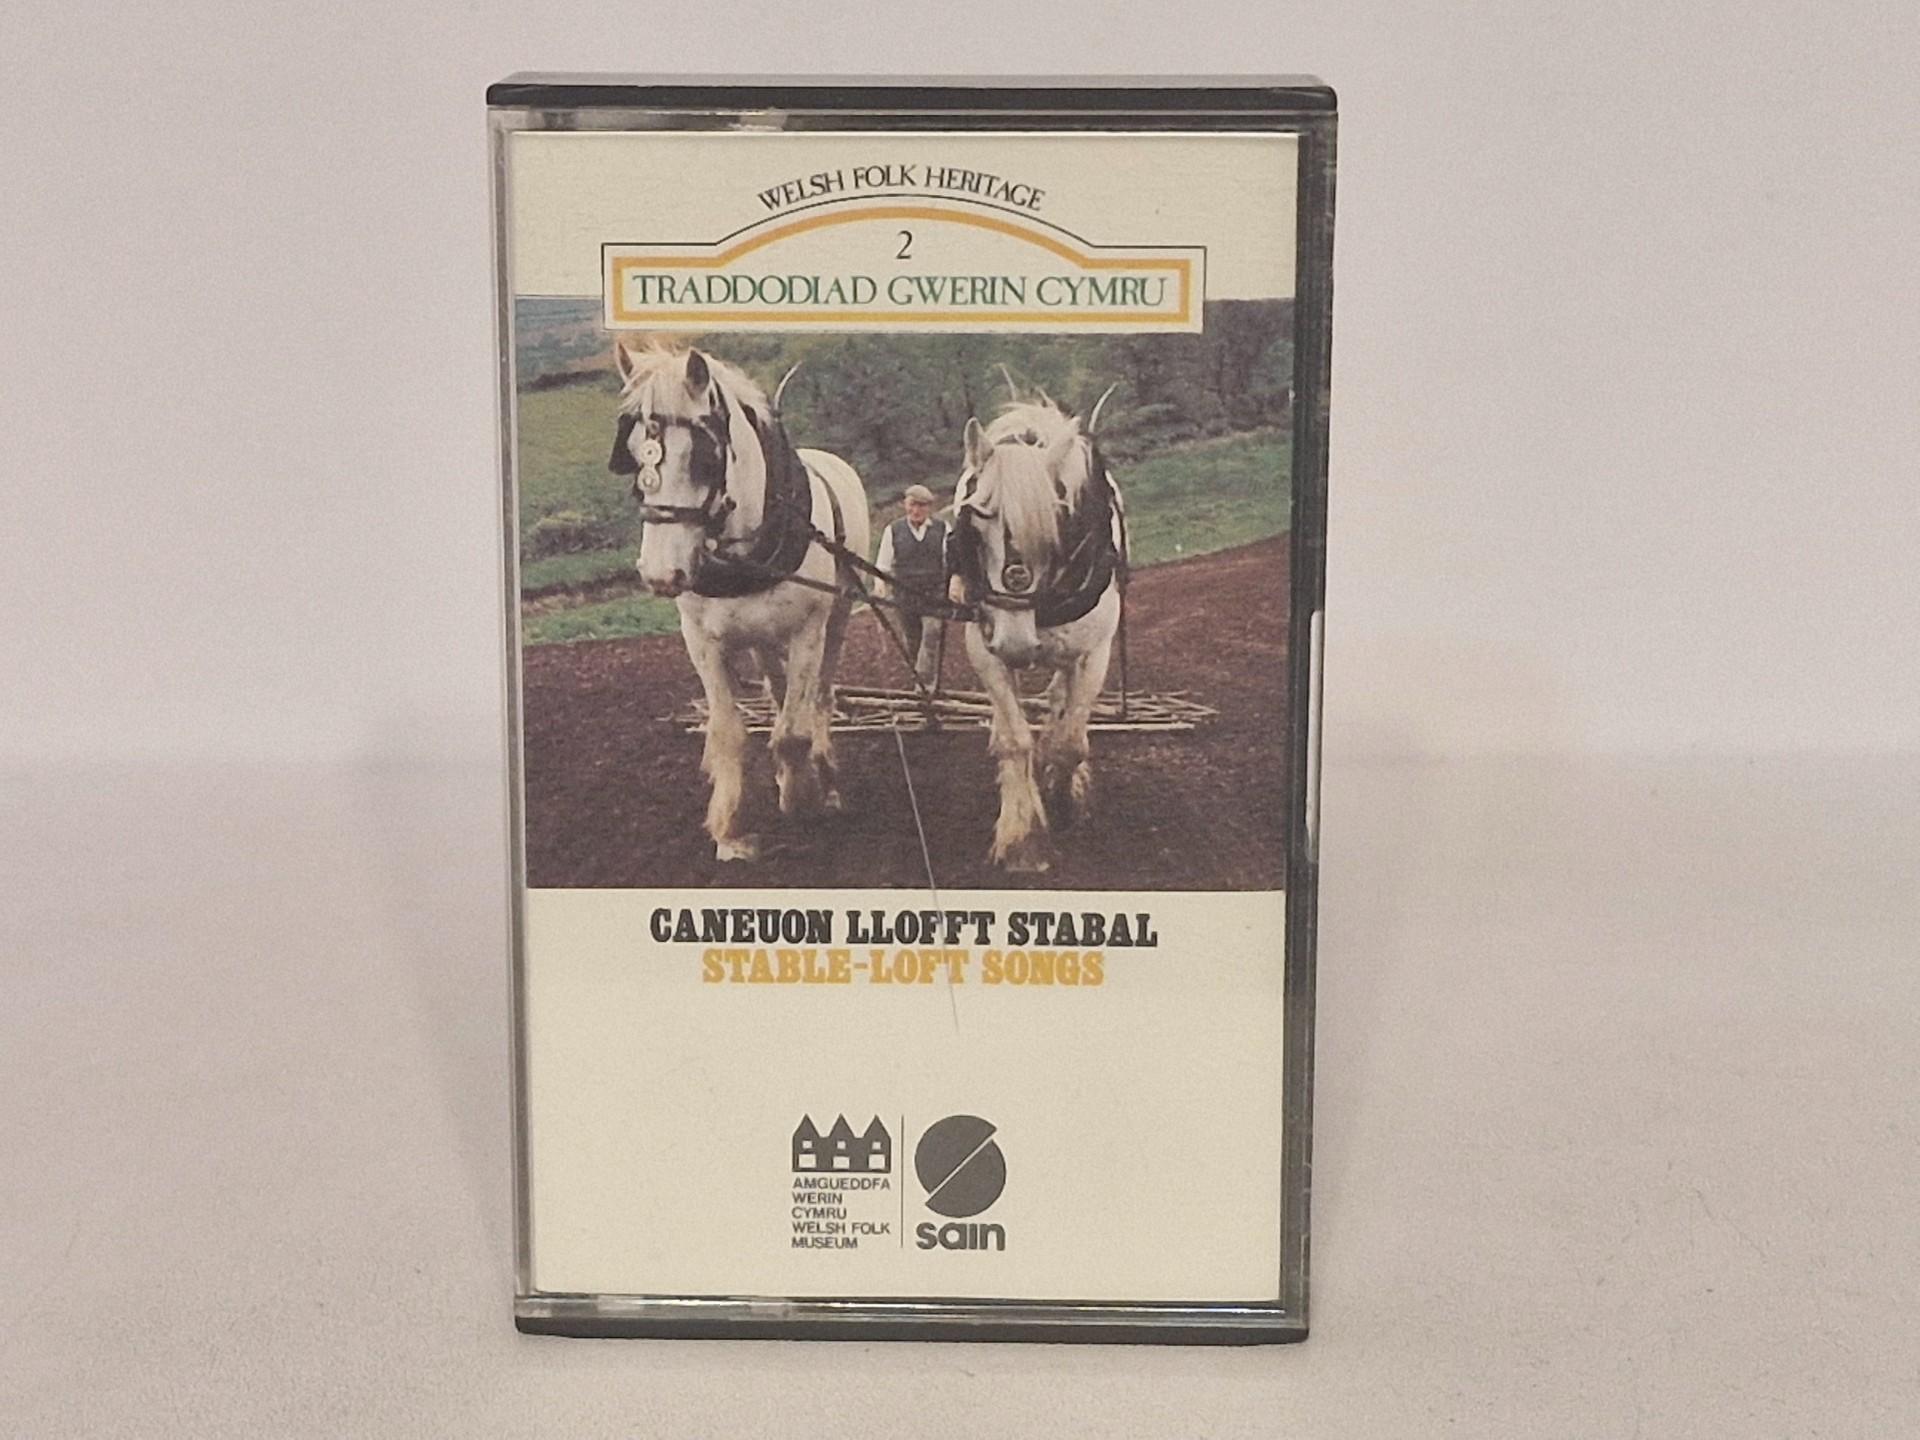 WELSH FOLK HERITAGE
2
TRADDODIAD GWERIN CYMRU
CANEUON LLOFFT STABAL
STABLE-LOFT SONGS
AMGUEDDFA
WERIN
CYMRU
WELSH FOLK
MUSEUM
sain